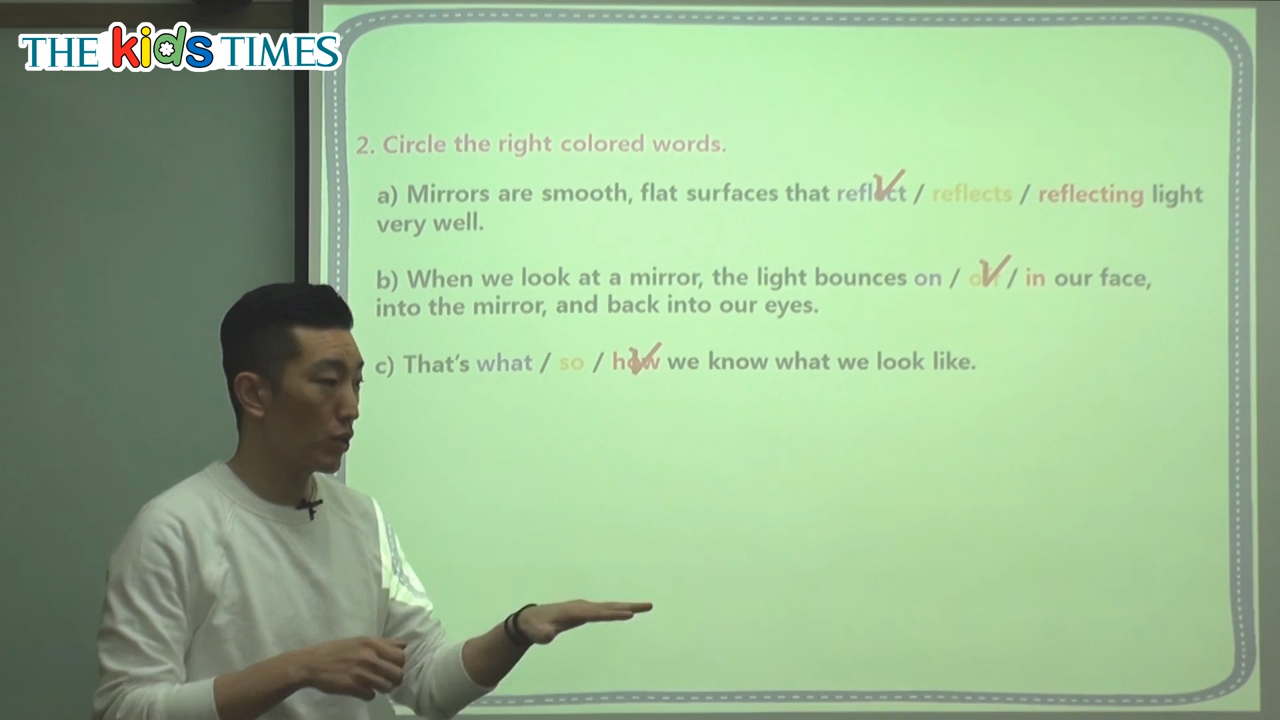 THE kids TIMES
2. Circle the right colored words.
a) Mirrors are smooth, flat surfaces that reflect / reflects / reflecting light
very well.
b) When we look at a mirror, the light bounces on / / in our face,
into the mirror, and back into our eyes.
c) That's what / so / how we know what we look like.